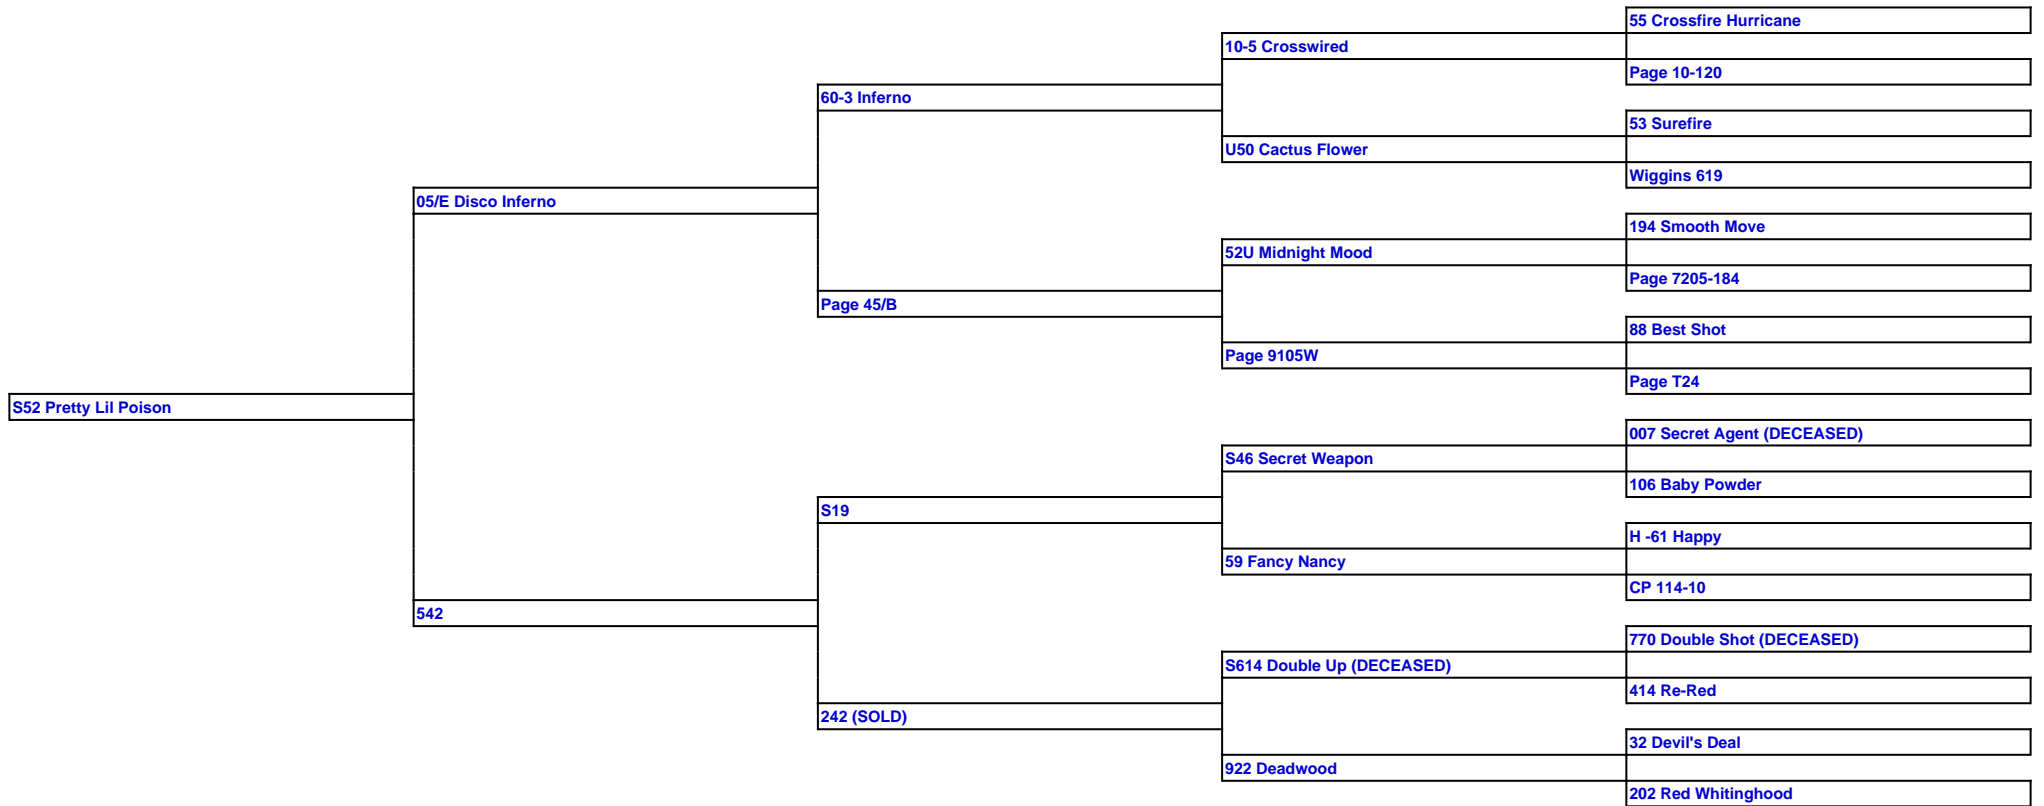 55 Crossfire Hurricane
10-5 Crosswired
Page 10-120
60-3 Inferno
53 Surefire
U50 Cactus Flower
Wiggins 619
05/E Disco Inferno
194 Smooth Move
52U Midnight Mood
Page 7205-184
Page 45/B
88 Best Shot
Page 9105W
Page T24
S52 Pretty Lil Poison
007 Secret Agent (DECEASED)
S46 Secret Weapon
106 Baby Powder
S19
H -61 Happy
59 Fancy Nancy
CP 114-10
542
770 Double Shot (DECEASED)
S614 Double Up (DECEASED)
414 Re-Red
242 (SOLD)
32 Devil's Deal
922 Deadwood
202 Red Whitinghood